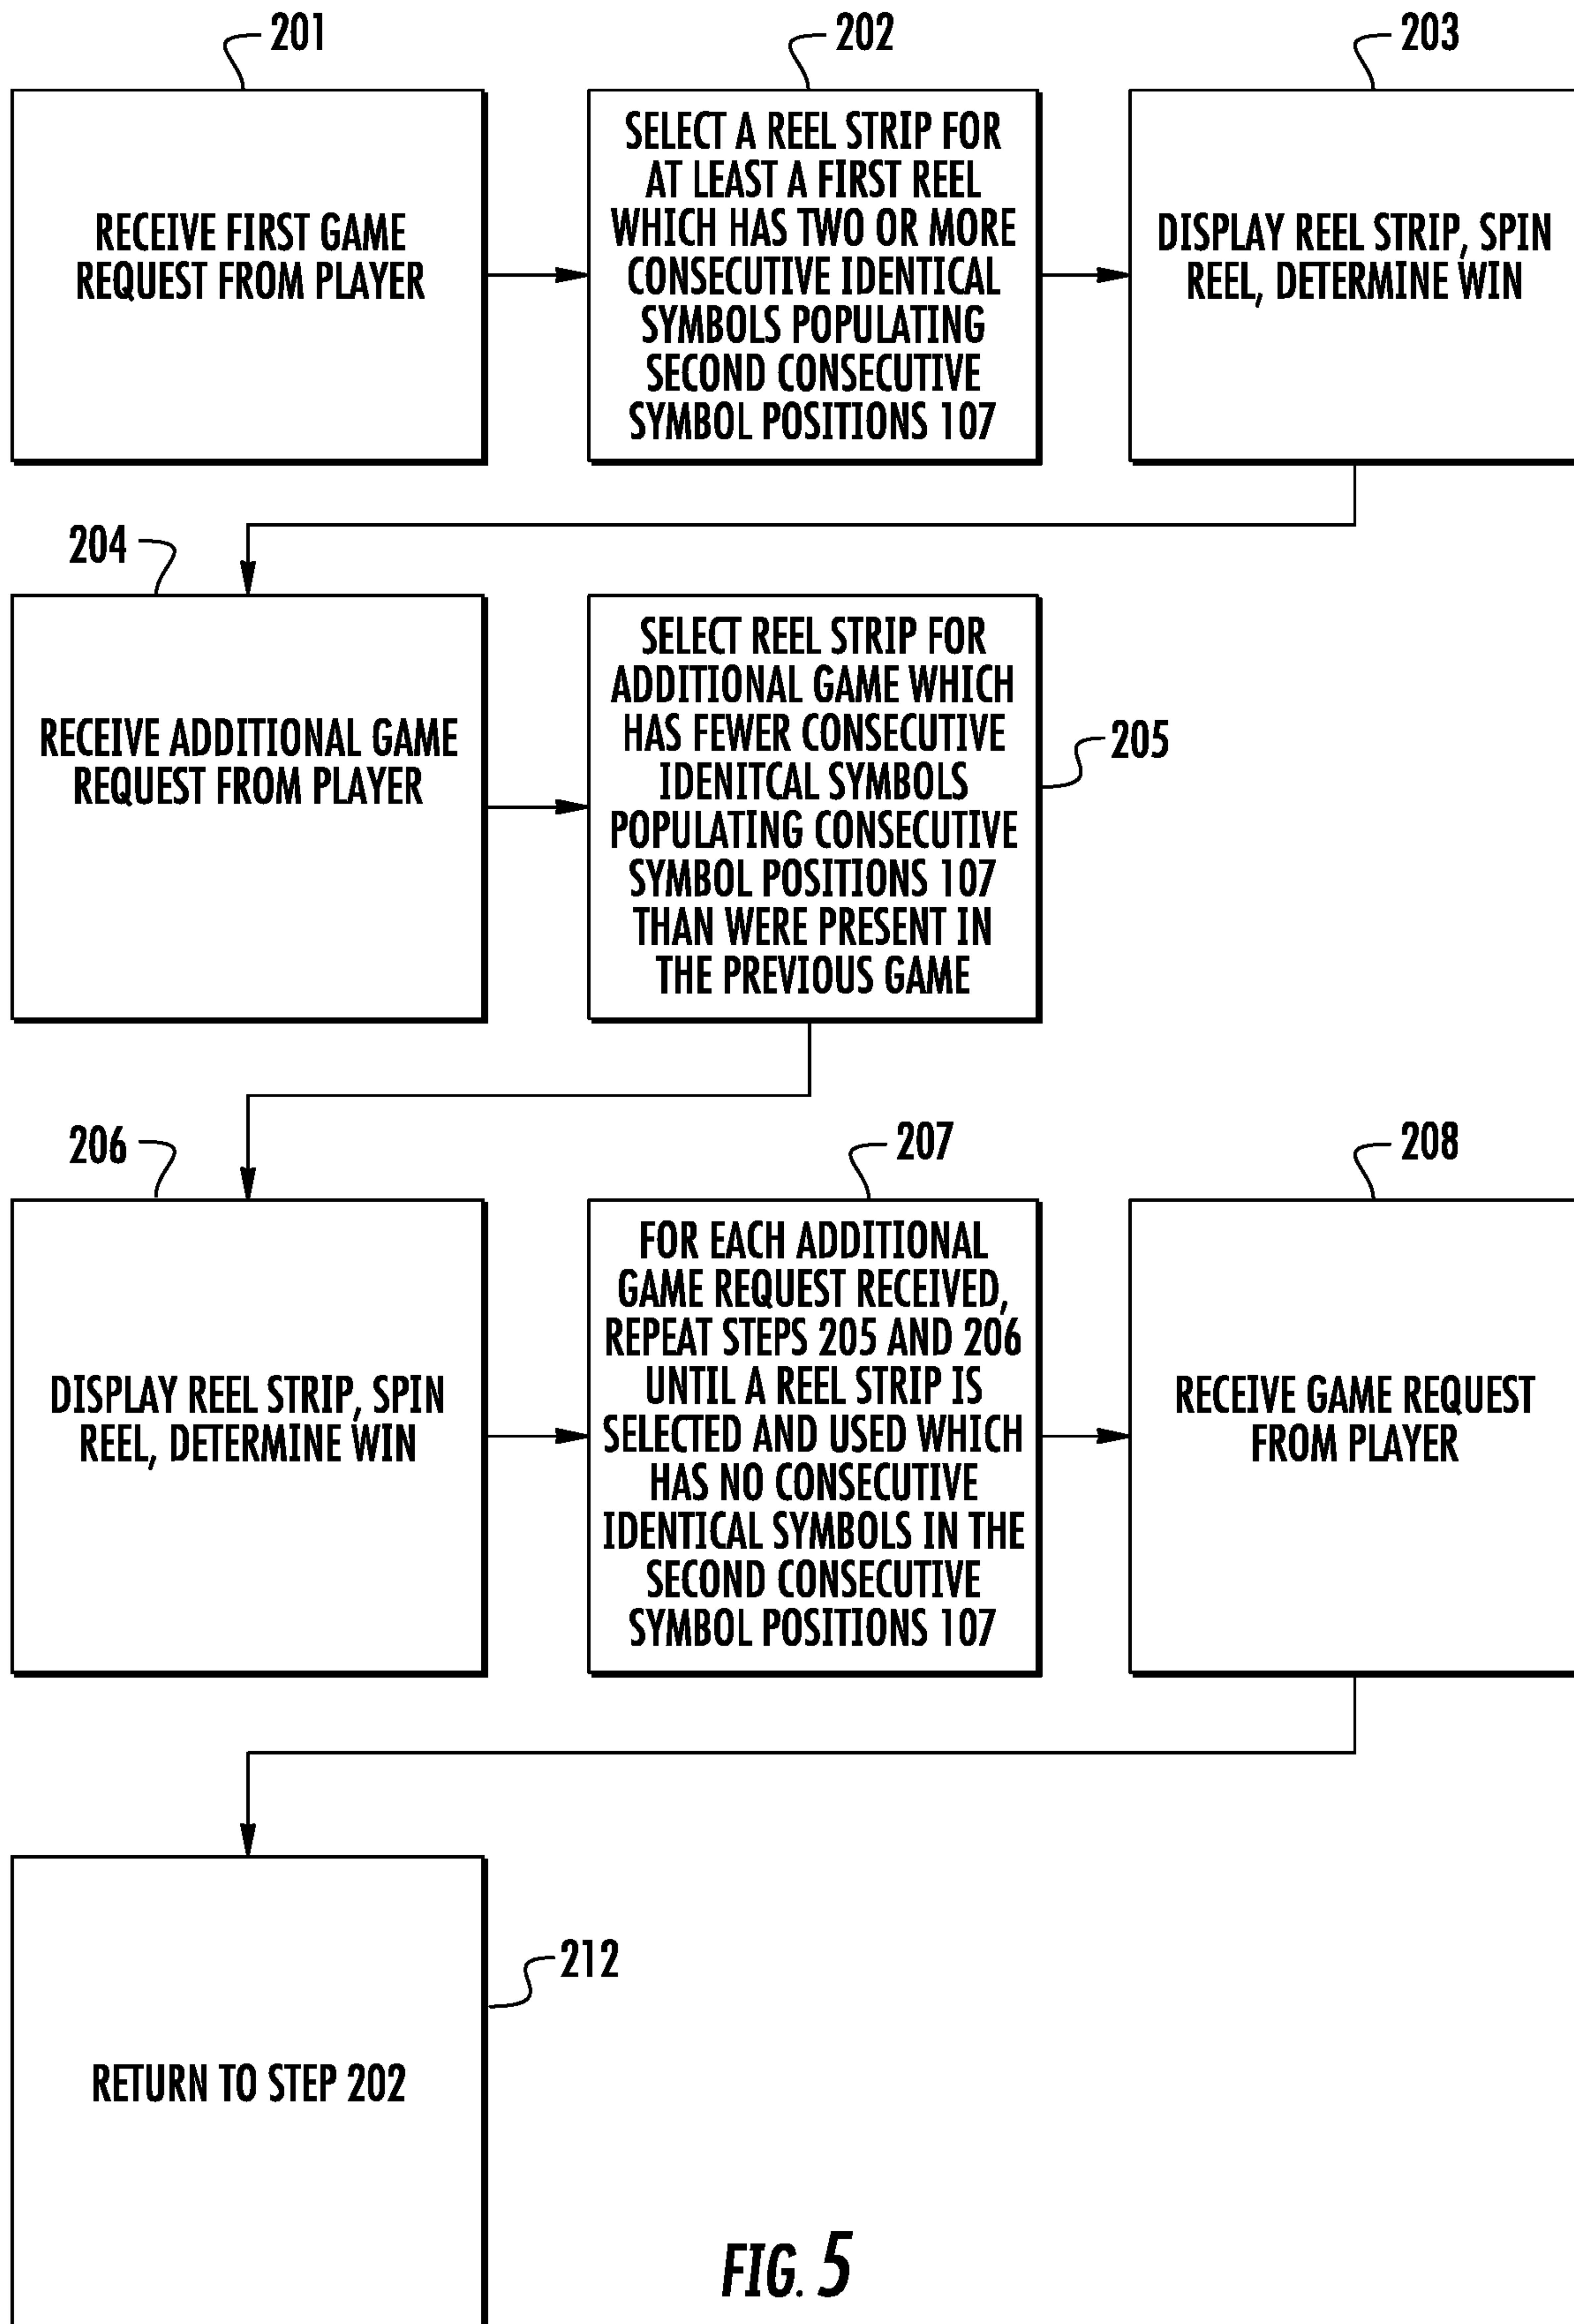 201
RECEIVE FIRST GAME
REQUEST FROM PLAYER
202
SELECT A REEL STRIP FOR
AT LEAST A FIRST REEL
WHICH HAS TWO OR MORE
CONSECUTIVE IDENTICAL
SYMBOLS POPULATING
SECOND CONSECUTIVE
SYMBOL POSITIONS 107
203
DISPLAY REEL STRIP, SPIN
REEL, DETERMINE WIN
204
RECEIVE ADDITIONAL GAME
REQUEST FROM PLAYER
SELECT REEL STRIP FOR
ADDITIONAL GAME WHICH
HAS FEWER CONSECUTIVE
IDENITCAL SYMBOLS
POPULATING CONSECUTIVE
SYMBOL POSITIONS 107
THAN WERE PRESENT IN
THE PREVIOUS GAME
205
206
DISPLAY REEL STRIP, SPIN
REEL, DETERMINE WIN
207
FOR EACH ADDITIONAL
GAME REQUEST RECEIVED,
REPEAT STEPS 205 AND 206
UNTIL A REEL STRIP IS
SELECTED AND USED WHICH
HAS NO CONSECUTIVE
IDENTICAL SYMBOLS IN THE
SECOND CONSECUTIVE
SYMBOL POSITIONS 107
208
RECEIVE GAME REQUEST
FROM PLAYER
212
RETURN TO STEP 202
FIG. 5